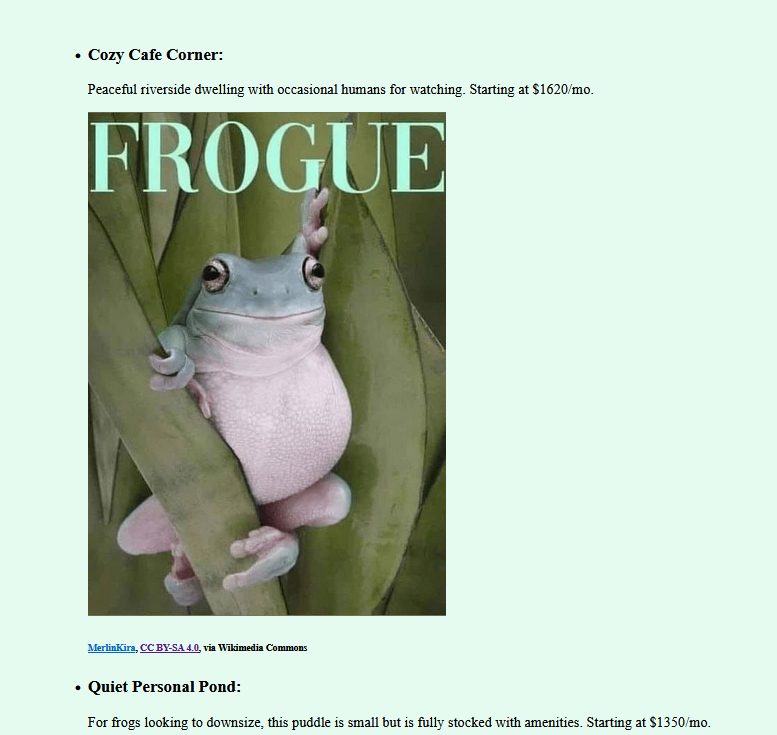 Cozy Cafe Corner:
Peaceful riverside dwelling with occasional humans for watching. Starting at $1620/mo.
FROGUE
MerlinKira, CC BY-SA 4.0, via Wikimedia Commons
Quiet Personal Pond:
For frogs looking to downsize, this puddle is small but is fully stocked with amenities. Starting at $1350/mo.